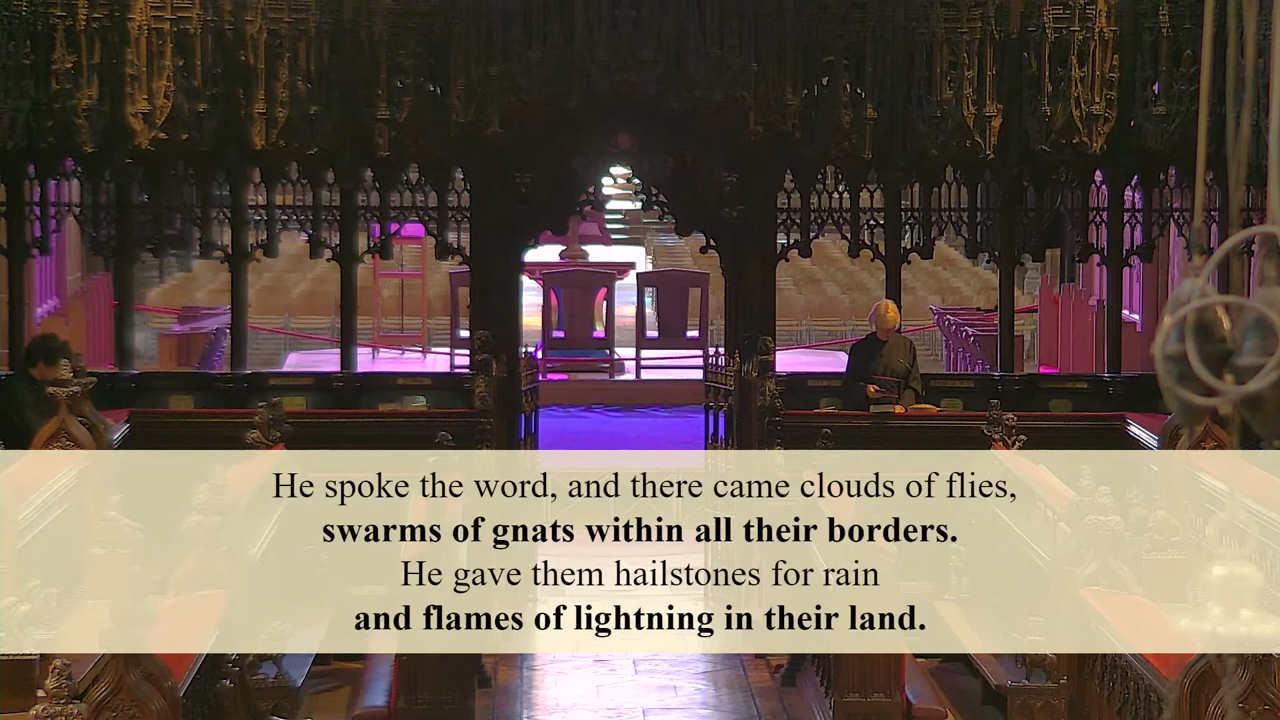 He spoke the word, and there came clouds of flies,
swarms of gnats within all their borders.
He gave them hailstones for rain
and flames of lightning in their land.